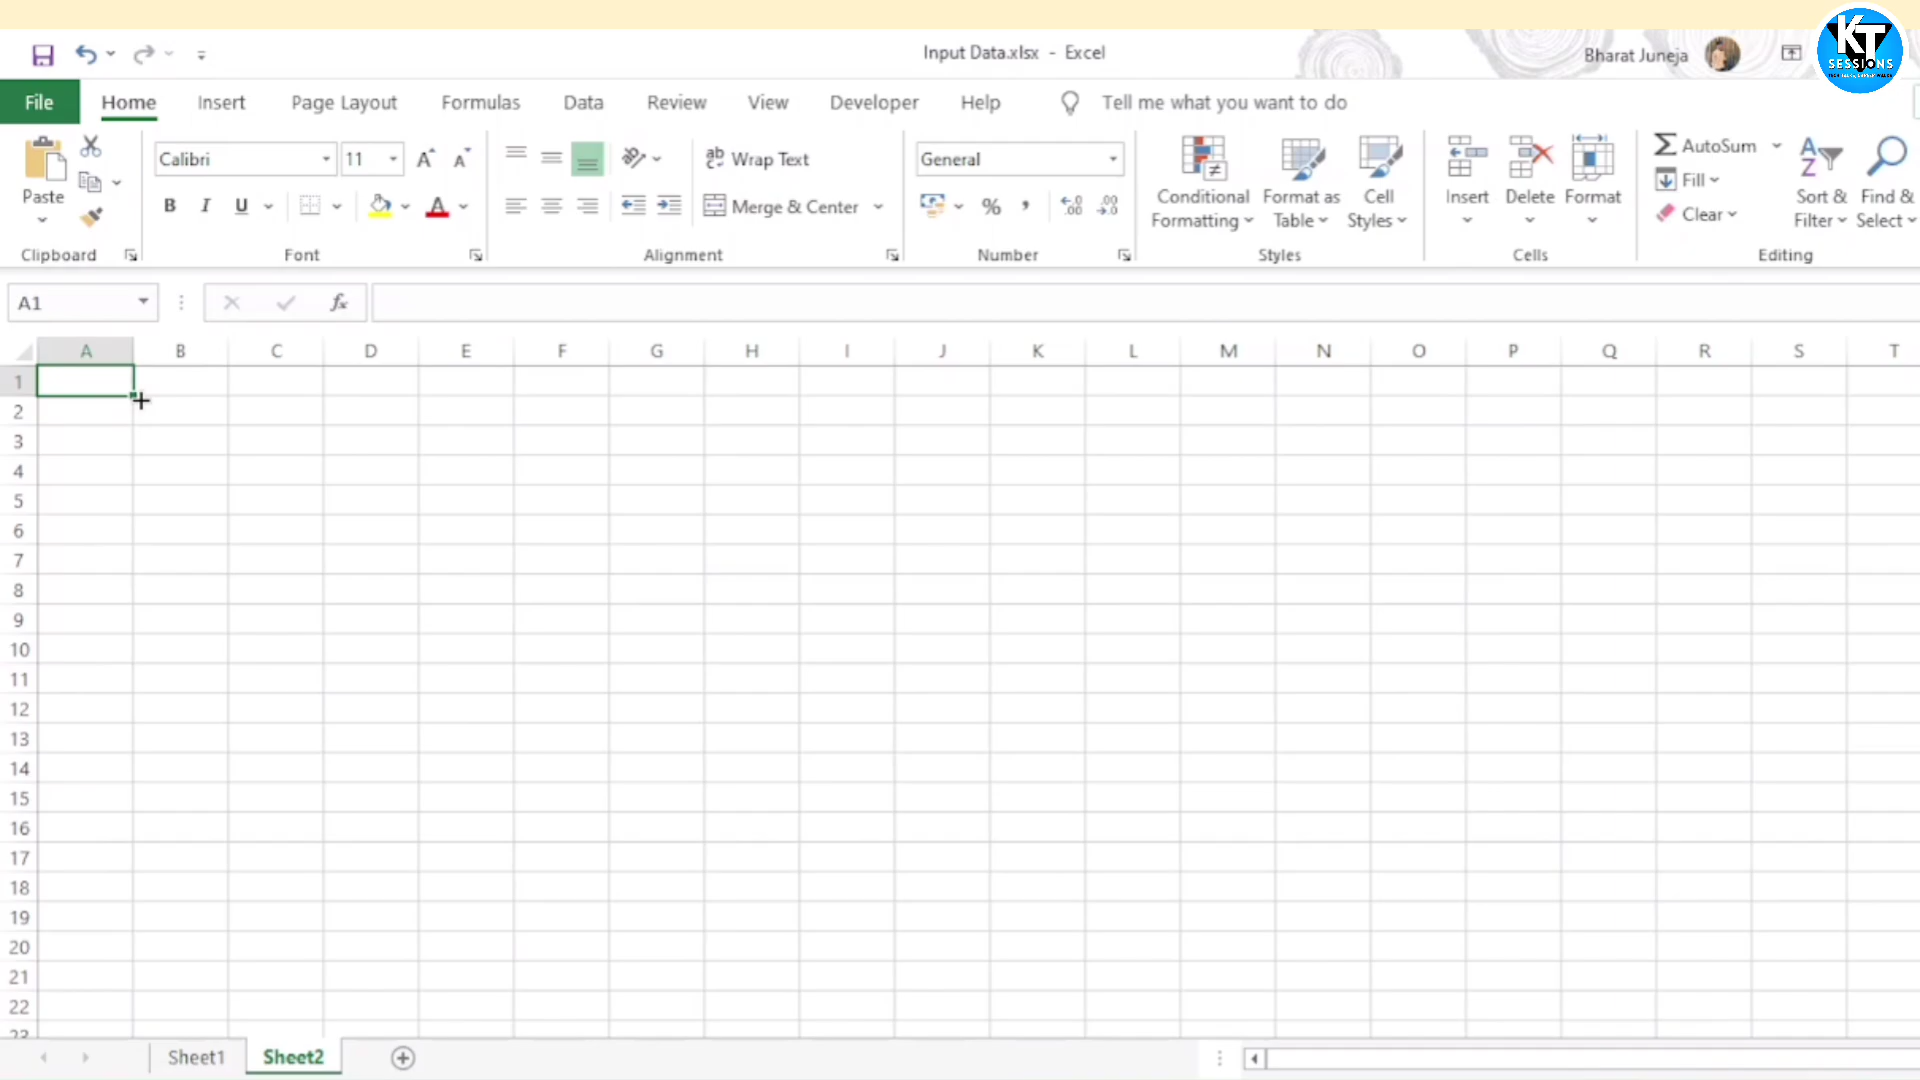 Input Data.xlsx - Excel
Bharat Juneja
KT
SESSIONS
File Home Insert Page Layout Formulas Data Review View Developer Help Tell me what you want to do
Paste
Calibri 11
Wrap Text
Merge & Center
General
Conditional Formatting
Format as Table
Cell Styles
Insert
Delete
Format
AutoSum
Fill
Clear
Sort & Filter
Find & Select
Clipboard Font Alignment Number Styles Cells Editing
A1
fx
A B C D E F G H I J K L M N O P Q R S T
1
2
3
4
5
6
7
8
9
10
11
12
13
14
15
16
17
18
19
20
21
22
23
Sheet1 Sheet2